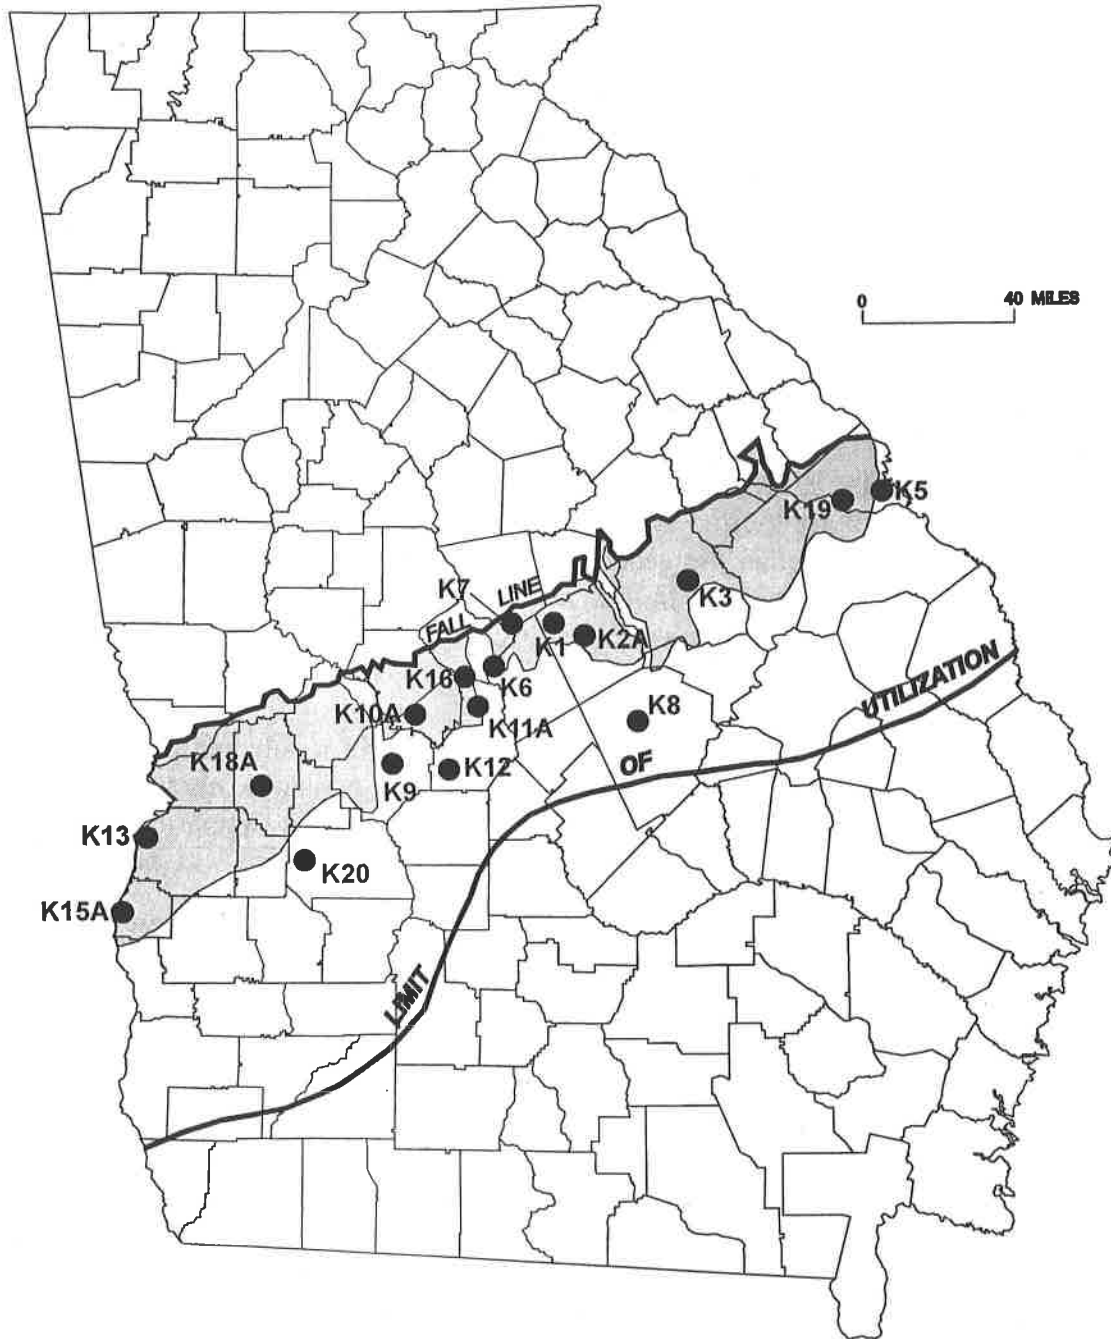 0 40 MILES
K5
K19
K7
FALL LINE
K3
K1
K2A
K6
K16
K10A
K11A
K8
K18A
K9
K12
K13
K20
K15A
LIMIT OF UTILIZATION